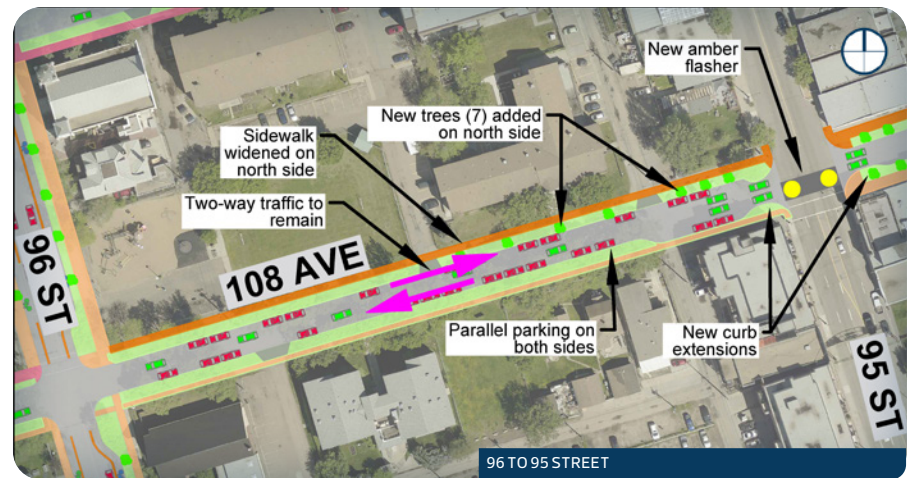 New amber
flasher
New trees (7) added
on north side
Sidewalk
widened on
north side
Two-way traffic to
remain
96 ST
108 AVE
Parallel parking on
both sides
New curb
extensions
95 ST
96 TO 95 STREET